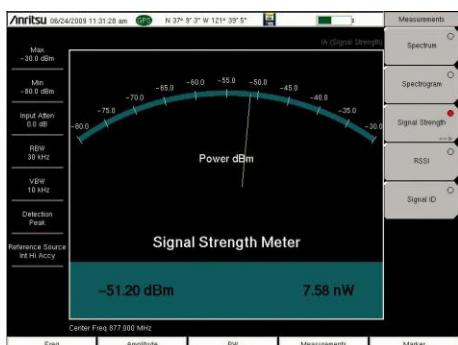 Anritsu 06/24/2009 11:31:28 am GPS N 37° 9' 3" W 121° 39' 5"
Measurements
IA (Signal Strength)
Max
-30.0 dBm
Min
-80.0 dBm
Input Atten
0.0 dB
RBW
30 kHz
VBW
10 kHz
Detection
Peak
Reference Source
Int Hi Accy
-80.0
-75.0
-70.0
-65.0
-60.0
-55.0
-50.0
-45.0
-40.0
-35.0
-30.0
Power dBm
Signal Strength Meter
-51.20 dBm
7.58 nW
Center Freq 877.000 MHz
Spectrum
Spectrogram
Signal Strength
-->
RSSI
Signal ID
Freq
Amplitude
BW
Measurements
Marker